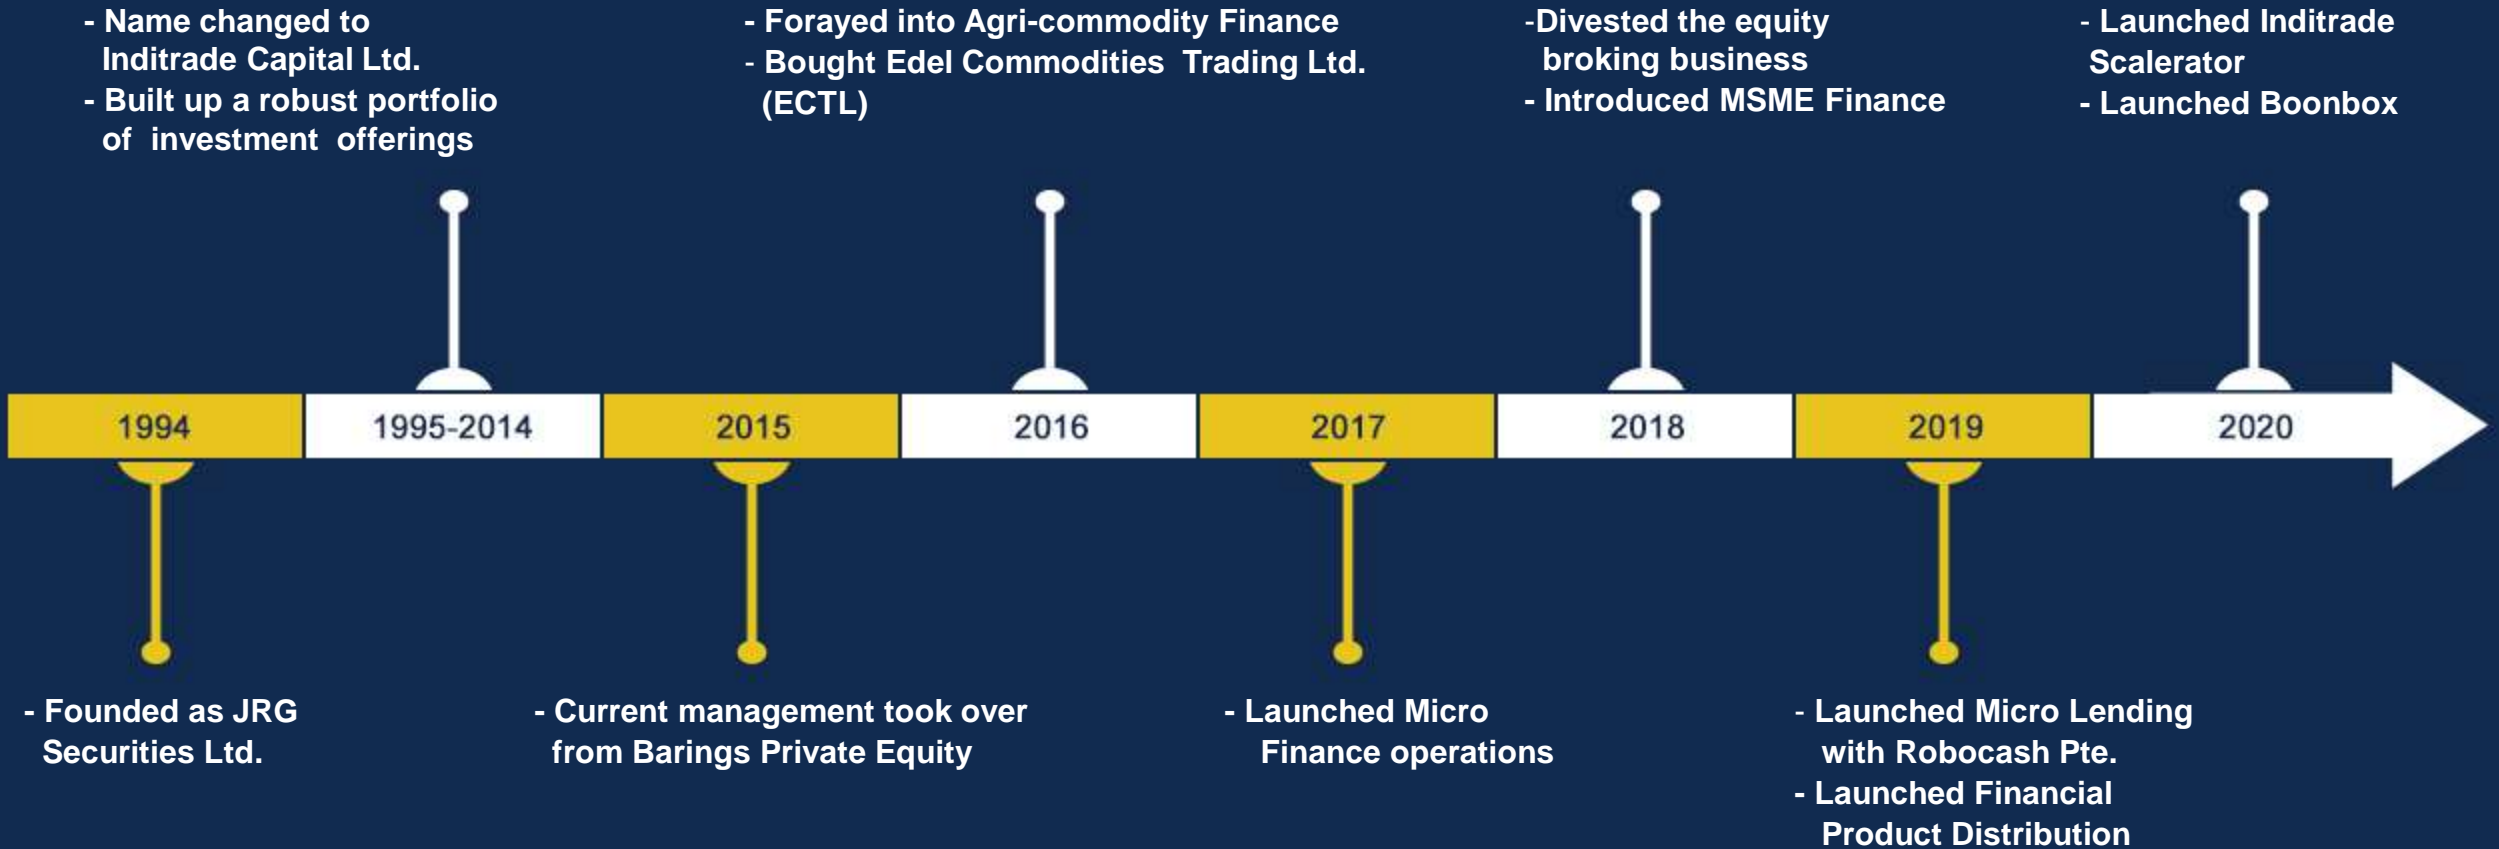 - Name changed to
Inditrade Capital Ltd.
- Built up a robust portfolio
of investment offerings
- Forayed into Agri-commodity Finance
- Bought Edel Commodities Trading Ltd.
(ECTL)
-Divested the equity
broking business
- Introduced MSME Finance
- Launched Inditrade
Scalerator
- Launched Boonbox
1994
1995-2014
2015
2016
2017
2018
2019
2020
- Founded as JRG
Securities Ltd.
- Current management took over
from Barings Private Equity
- Launched Micro
Finance operations
- Launched Micro Lending
with Robocash Pte.
- Launched Financial
Product Distribution